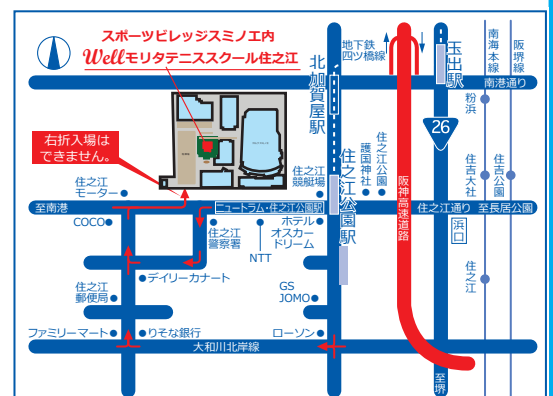 スポーツビレッジスミノエ内
Wellモリタテニススクール住之江
地下鉄
四ツ橋線
玉出駅
南海本線
阪堺線
北加賀屋駅
南港通り
粉浜
26
右折入場は
できません。
住之江
競艇場
護国神社
住之江公園
住之江公園駅
住吉大社
住吉公園
阪神高速道路
住之江
モーター
至南港
ニュートラム・住之江公園駅
住之江通り
至長居公園
COCO
住之江
警察署
NTT
ホテル
オスカー
ドリーム
浜口
住之江
デイリーカナート
住之江
郵便局
GS
JOMO
ファミリーマート
りそな銀行
ローソン
大和川北岸線
至堺